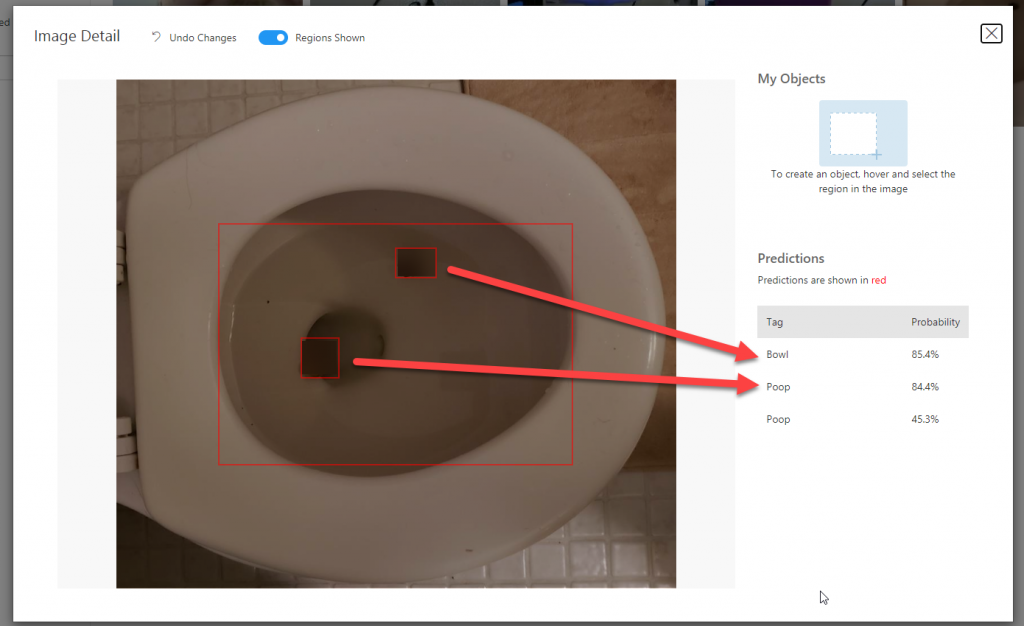 ed
Image Detail
Undo Changes
Regions Shown
My Objects
To create an object, hover and select the
region in the image
Predictions
Predictions are shown in red
Tag Probability
Bowl 85.4%
Poop 84.4%
Poop 45.3%